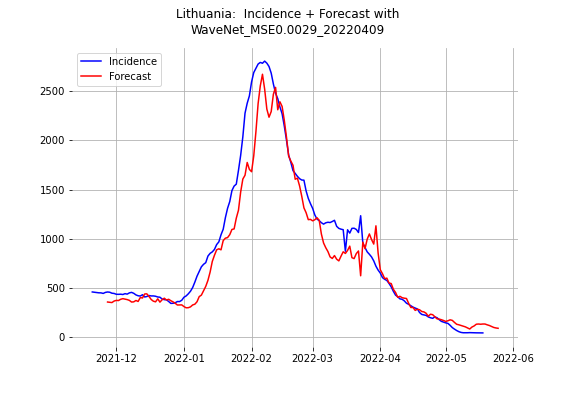 Lithuania:  Incidence + Forecast with
WaveNet_MSE0.0029_20220409
Incidence
Forecast
2500
2000
1500
1000
500
0
2021-12 2022-01 2022-02 2022-03 2022-04 2022-05 2022-06